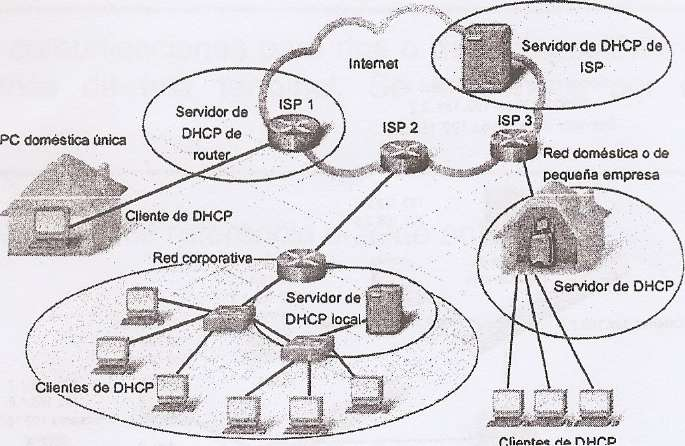 Internet
Servidor de DHCP de
ISP
ISP 1
Servidor de
DHCP de
router
ISP 2
ISP 3
PC doméstica única
Red doméstica o de
pequeña empresa
Cliente de DHCP
Red corporativa
Servidor de
DHCP local
Servidor de DHCP
Clientes de DHCP
Clientes de DHCP